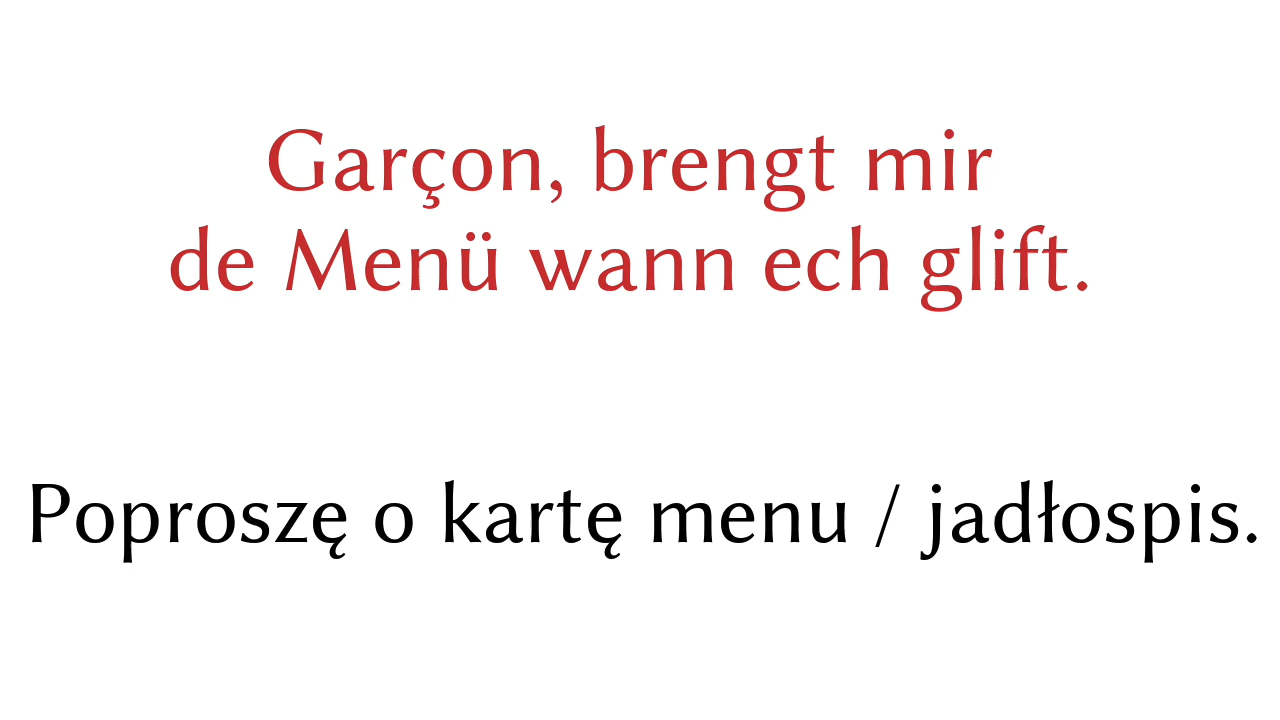 Garçon, brengt mir
de Menü wann ech glift.
Poproszę o kartę menu / jadłospis.